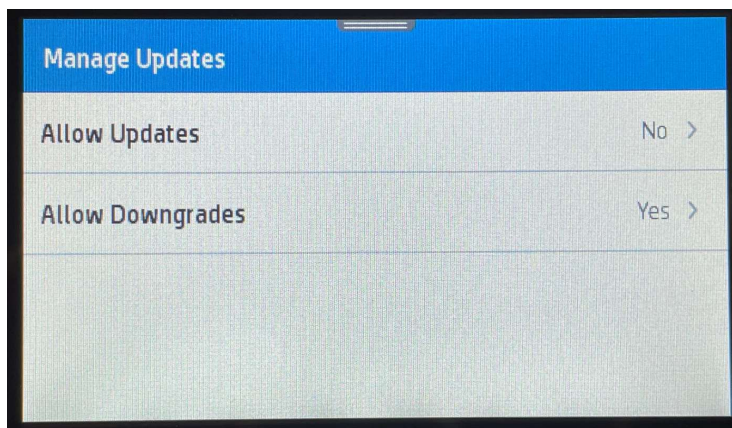 Manage Updates
Allow Updates No >
Allow Downgrades Yes >